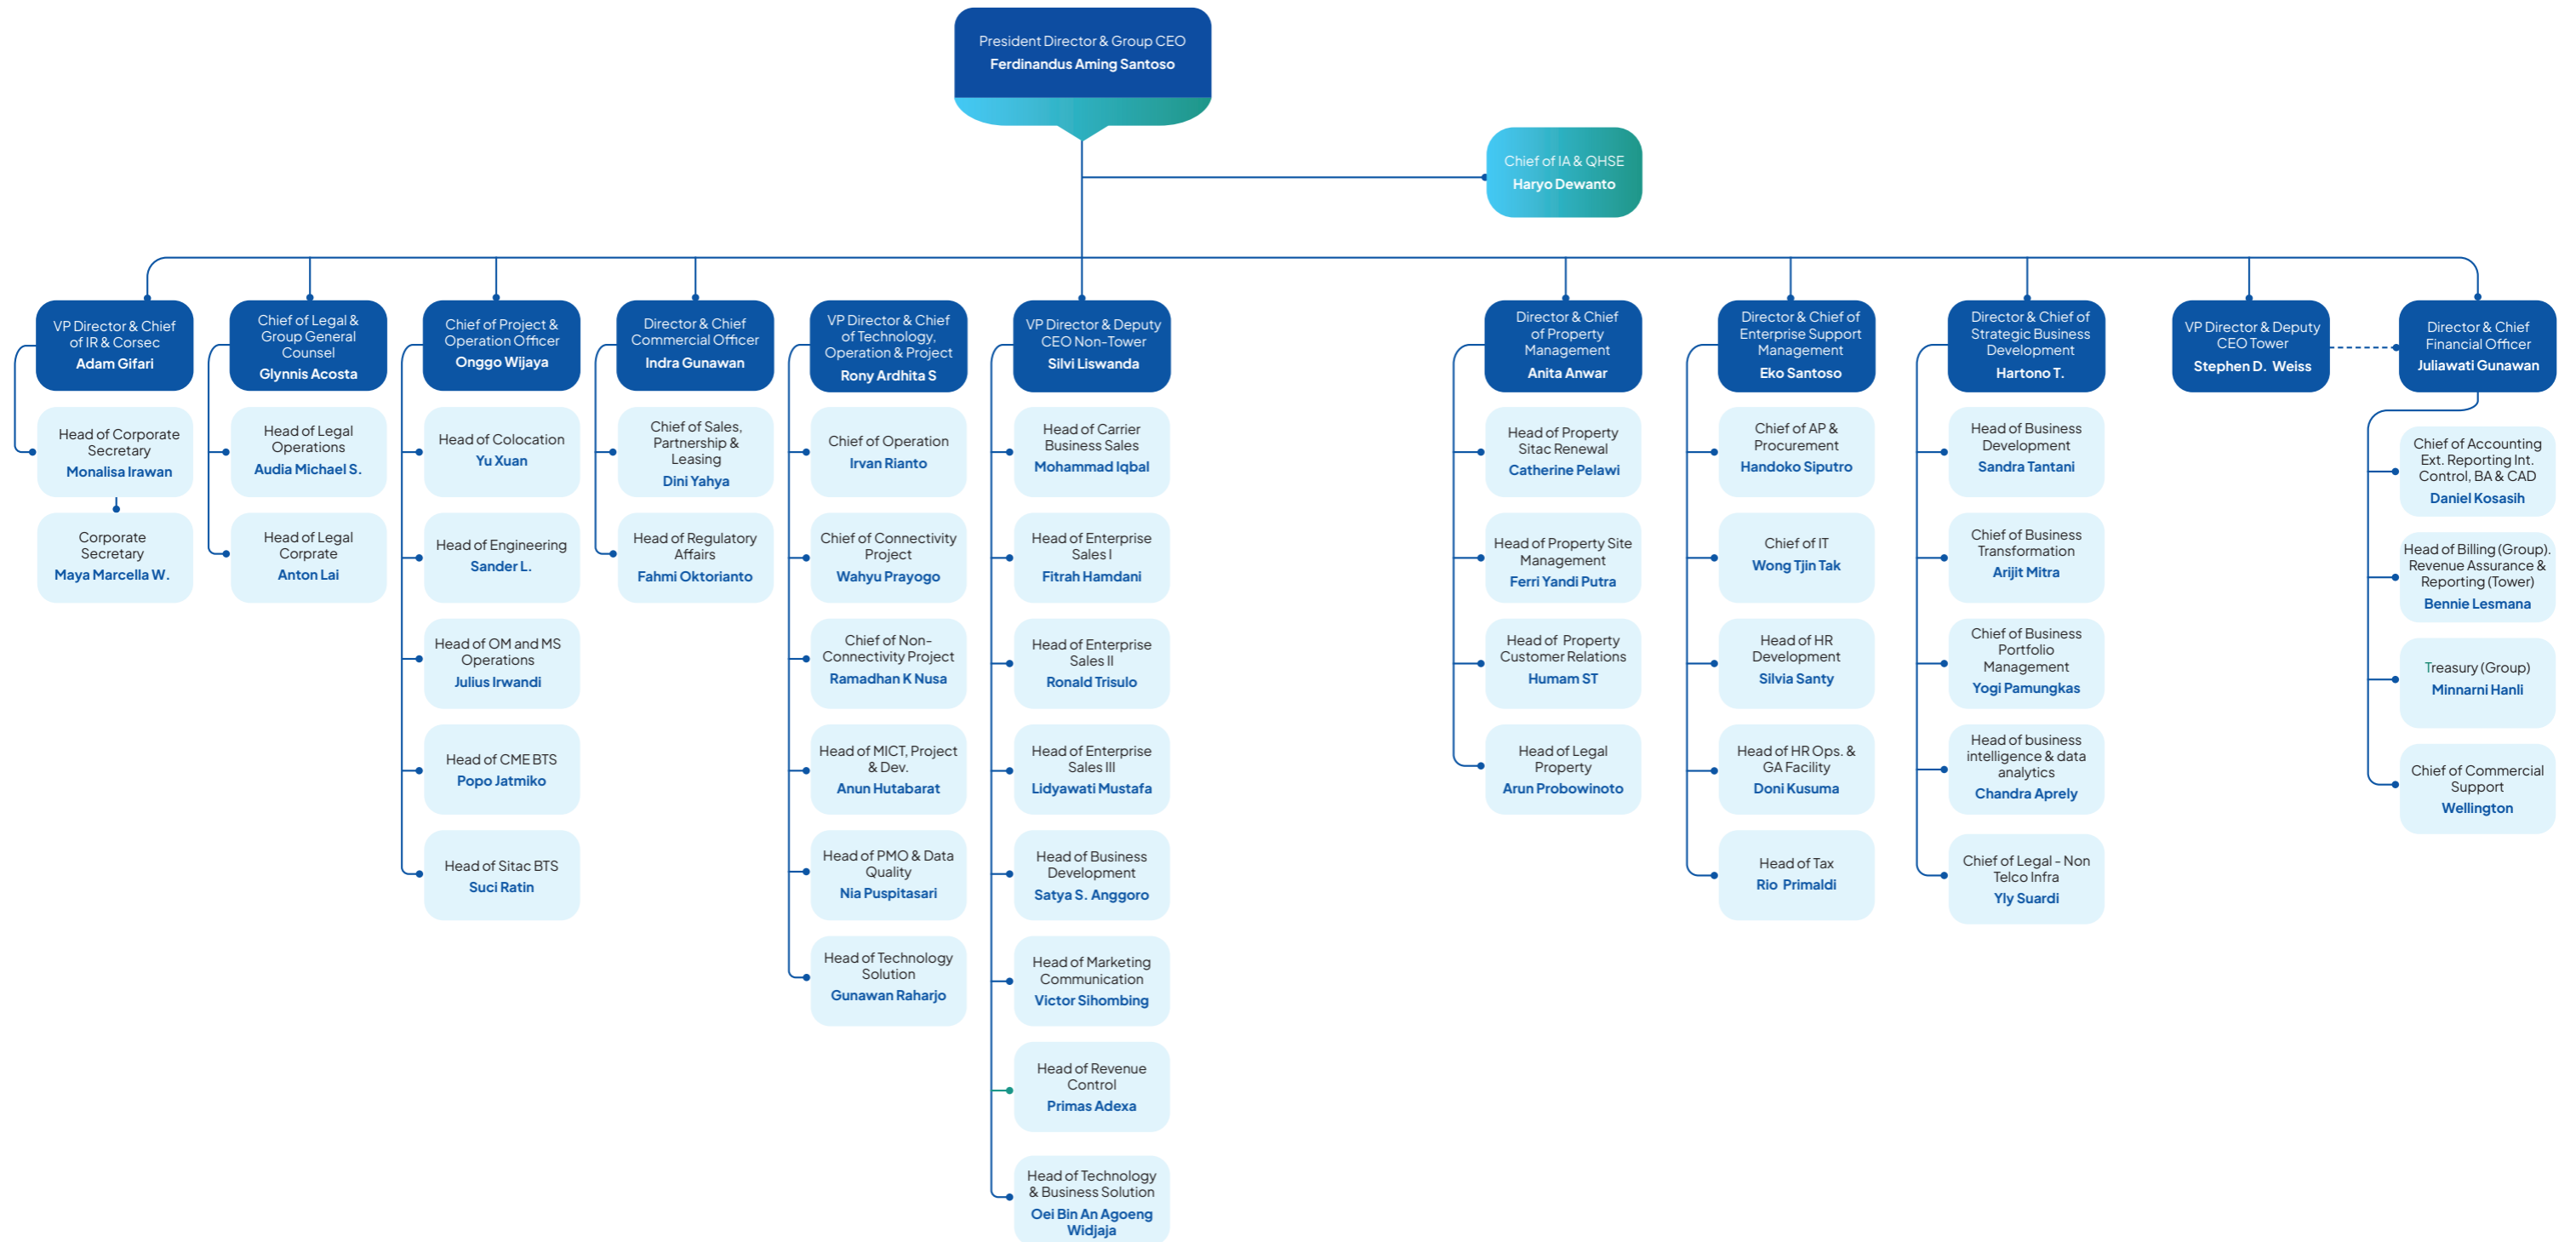 President Director & Group CEO
Ferdinandus Aming Santoso
Chief of IA & QHSE
Haryo Dewanto
VP Director & Chief
of IR & Corsec
Adam Gifari
Head of Corporate
Secretary
Monalisa Irawan
Corporate
Secretary
Maya Marcella W.
Chief of Legal &
Group General
Counsel
Glynnis Acosta
Head of Legal
Operations
Audia Michael S.
Head of Legal
Corprate
Anton Lai
Chief of Project &
Operation Officer
Onggo Wijaya
Head of Colocation
Yu Xuan
Head of Engineering
Sander L.
Head of OM and MS
Operations
Julius Irwandi
Head of CME BTS
Popo Jatmiko
Head of Sitac BTS
Suci Ratin
Director & Chief
Commercial Officer
Indra Gunawan
Chief of Sales,
Partnership &
Leasing
Dini Yahya
Head of Regulatory
Affairs
Fahmi Oktorianto
VP Director & Chief
of Technology,
Operation & Project
Rony Ardhita S
Chief of Operation
Irvan Rianto
Chief of Connectivity
Project
Wahyu Prayogo
Chief of Non-
Connectivity Project
Ramadhan K Nusa
Head of MICT, Project
& Dev.
Anun Hutabarat
Head of PMO & Data
Quality
Nia Puspitasari
Head of Technology
Solution
Gunawan Raharjo
VP Director & Deputy
CEO Non-Tower
Silvi Liswanda
Head of Carrier
Business Sales
Mohammad Iqbal
Head of Enterprise
Sales I
Fitrah Hamdani
Head of Enterprise
Sales II
Ronald Trisulo
Head of Enterprise
Sales III
Lidyawati Mustafa
Head of Business
Development
Satya S. Anggoro
Head of Marketing
Communication
Victor Sihombing
Head of Revenue
Control
Primas Adexa
Head of Technology
& Business Solution
Oei Bin An Agoeng
Widjaja
Director & Chief
of Property
Management
Anita Anwar
Head of Property
Sitac Renewal
Catherine Pelawi
Head of Property Site
Management
Ferri Yandi Putra
Head of Property
Customer Relations
Humam ST
Head of Legal
Property
Arun Probowinoto
Director & Chief of
Enterprise Support
Management
Eko Santoso
Chief of AP &
Procurement
Handoko Siputro
Chief of IT
Wong Tjin Tak
Head of HR
Development
Silvia Santy
Head of HR Ops. &
GA Facility
Doni Kusuma
Head of Tax
Rio Primaldi
Director & Chief of
Strategic Business
Development
Hartono T.
Head of Business
Development
Sandra Tantani
Chief of Business
Transformation
Arijit Mitra
Chief of Business
Portfolio
Management
Yogi Pamungkas
Head of business
intelligence & data
analytics
Chandra Aprely
Chief of Legal - Non
Telco Infra
Yly Suardi
VP Director & Deputy
CEO Tower
Stephen D. Weiss
Director & Chief
Financial Officer
Juliawati Gunawan
Chief of Accounting
Ext. Reporting Int.
Control, BA & CAD
Daniel Kosasih
Head of Billing (Group).
Revenue Assurance &
Reporting (Tower)
Bennie Lesmana
Treasury (Group)
Minnarni Hanli
Chief of Commercial
Support
Wellington